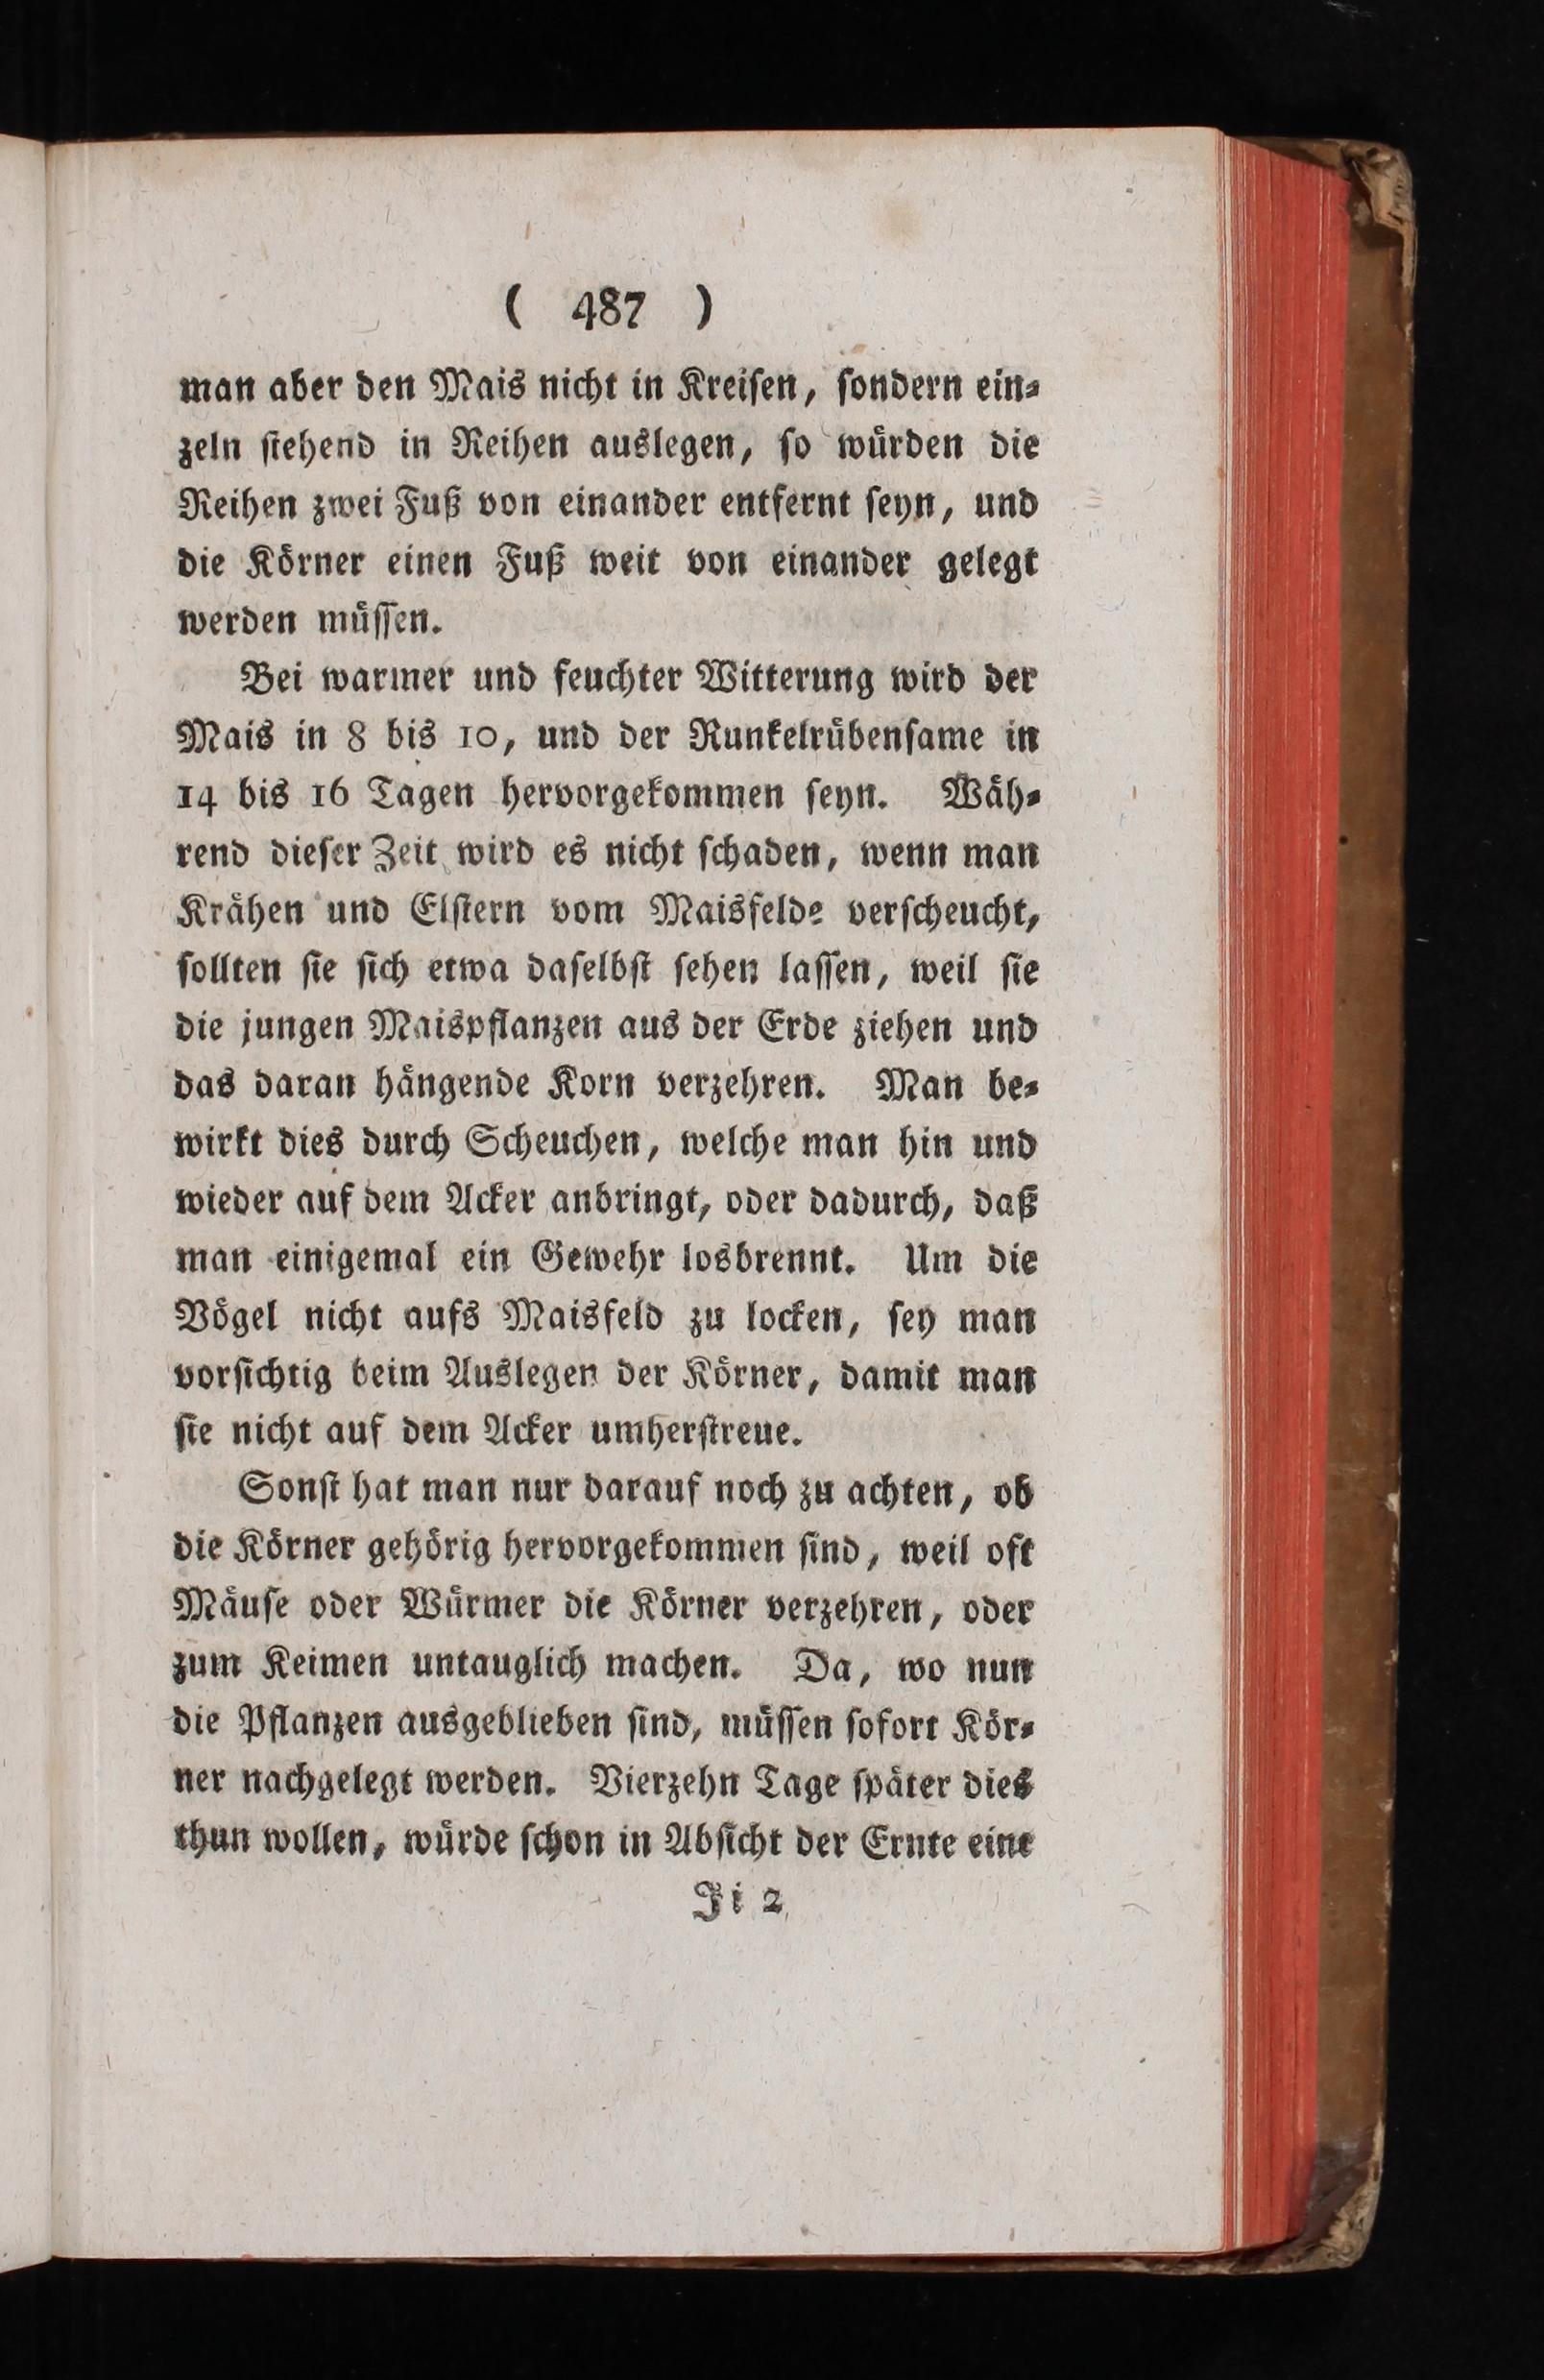 ( 487 )
man aber den Mais nicht in Kreiſen, ſondern ein⸗
zeln ſtehend in Reihen auslegen, ſo würden die
Reihen zwei Fuß von einander entfernt ſeyn, und
die Körner einen Fuß weit von einander gelegt
werden müſſen.
Bei warmer und feuchter Witterung wird der
Mais in 8 bis 10, und der Runkelrübenſame in
14 bis 16 Tagen hervorgekommen ſeyn. Wäh⸗
rend dieſer Zeit wird es nicht ſchaden, wenn man
Krähen und Elſtern vom Maisfelde verſcheucht,
ſollten ſie ſich etwa daſelbſt ſehen laſſen, weil ſie
die jungen Maispflanzen aus der Erde ziehen und
das daran hängende Korn verzehren. Man be⸗
wirkt dies durch Scheuchen, welche man hin und
wieder auf dem Acker anbringt, oder dadurch, daß
man einigemal ein Gewehr losbrennt. Um die
Vögel nicht aufs Maisfeld zu locken, ſey man
vorſichtig beim Auslegen der Körner, damit man
ſie nicht auf dem Acker umherſtreue.
Sonſt hat man nur darauf noch zu achten, ob
die Körner gehörig hervorgekommen ſind, weil oft
Mäuſe oder Würmer die Körner verzehren, oder
zum Keimen untauglich machen. Da, wo nun
die Pflanzen ausgeblieben ſind, müſſen ſofort Kör⸗
ner nachgelegt werden. Vierzehn Tage ſpäter dies
thun wollen, würde ſchon in Abſicht der Ernte eine
Ji 2